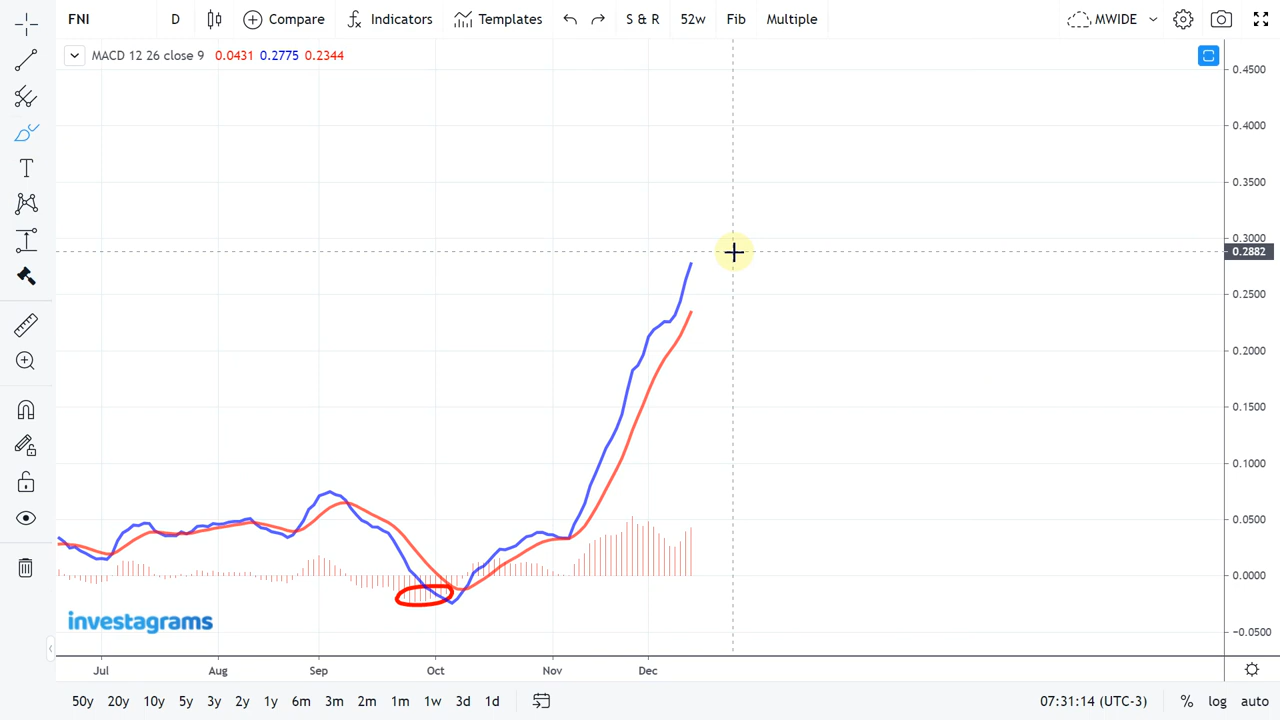 FNI D Compare Indicators Templates S & R 52w Fib Multiple MWIDE
MACD 12 26 close 9 0.0431 0.2775 0.2344
0.4500
0.4000
0.3500
0.3000
0.2882
0.2500
0.2000
0.1500
0.1000
0.0500
0.0000
−0.0500
investagrams
Jul Aug Sep Oct Nov Dec
50y 20y 10y 5y 3y 2y 1y 6m 3m 2m 1m 1w 3d 1d 07:31:14 (UTC-3) % log auto